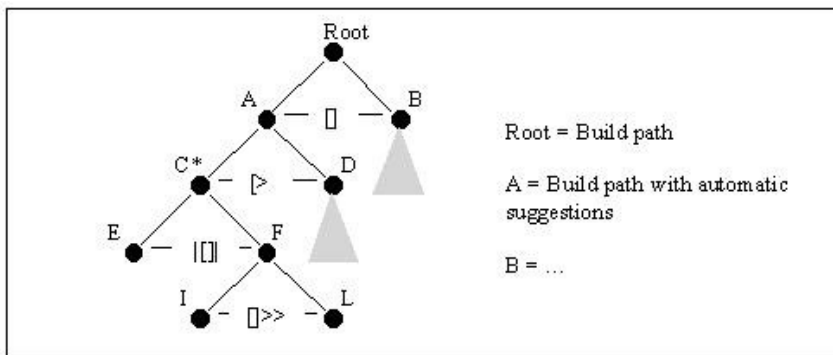 Root
A [] B
C* [> D
E |[]| F
I []>> L
Root = Build path
A = Build path with automatic
suggestions
B = ...